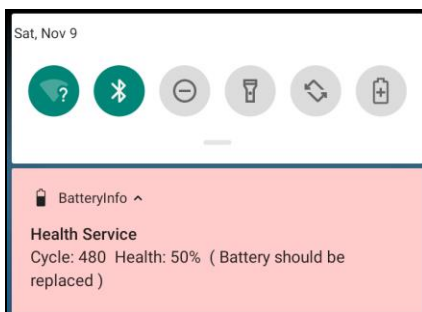 Sat, Nov 9
?
BatteryInfo
Health Service
Cycle: 480 Health: 50% ( Battery should be
replaced )